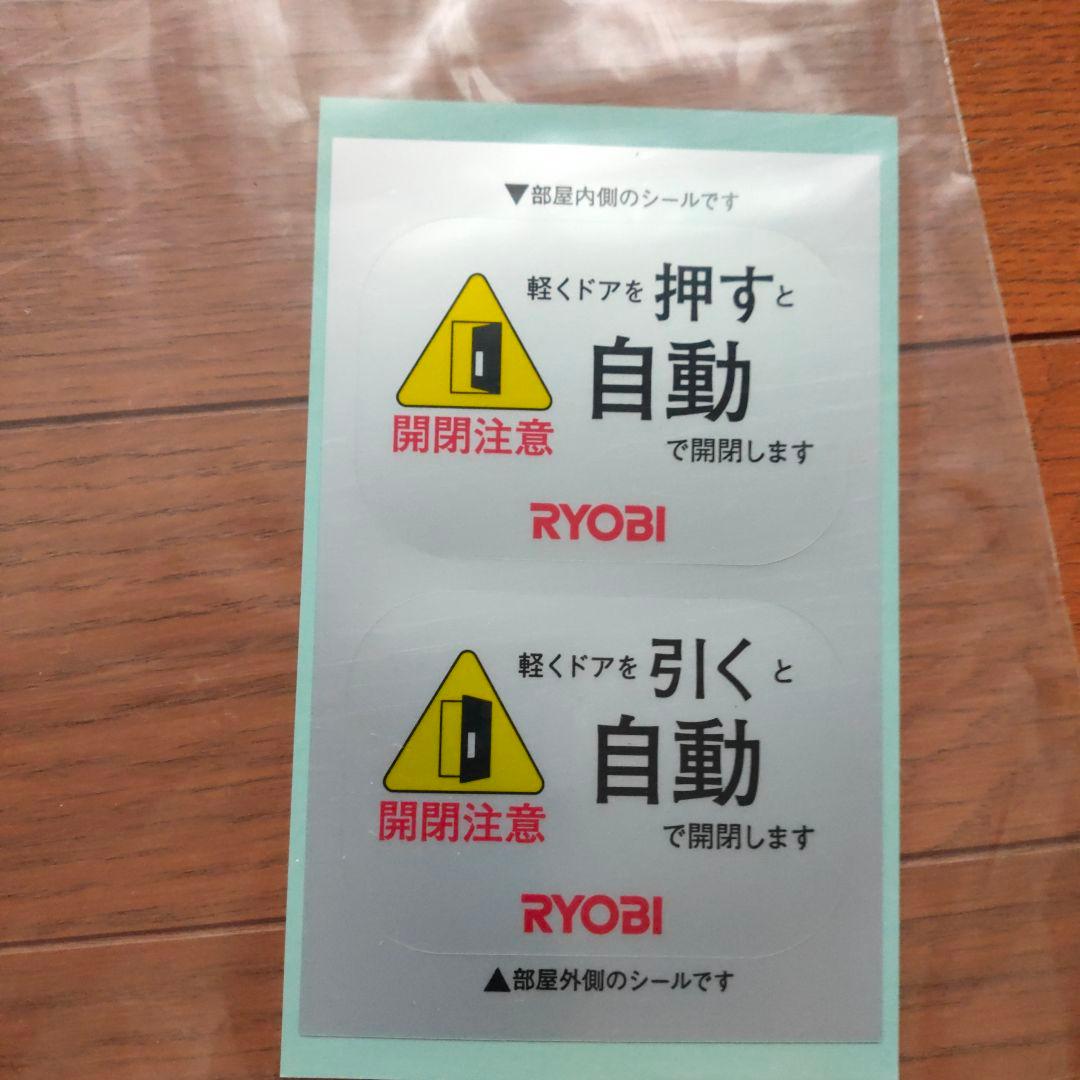 ▼部屋内側のシールです
軽くドアを 押すと
自動
で開閉します
開閉注意
RYOBI
軽くドアを 引くと
自動
で開閉します
開閉注意
RYOBI
▲部屋外側のシールです